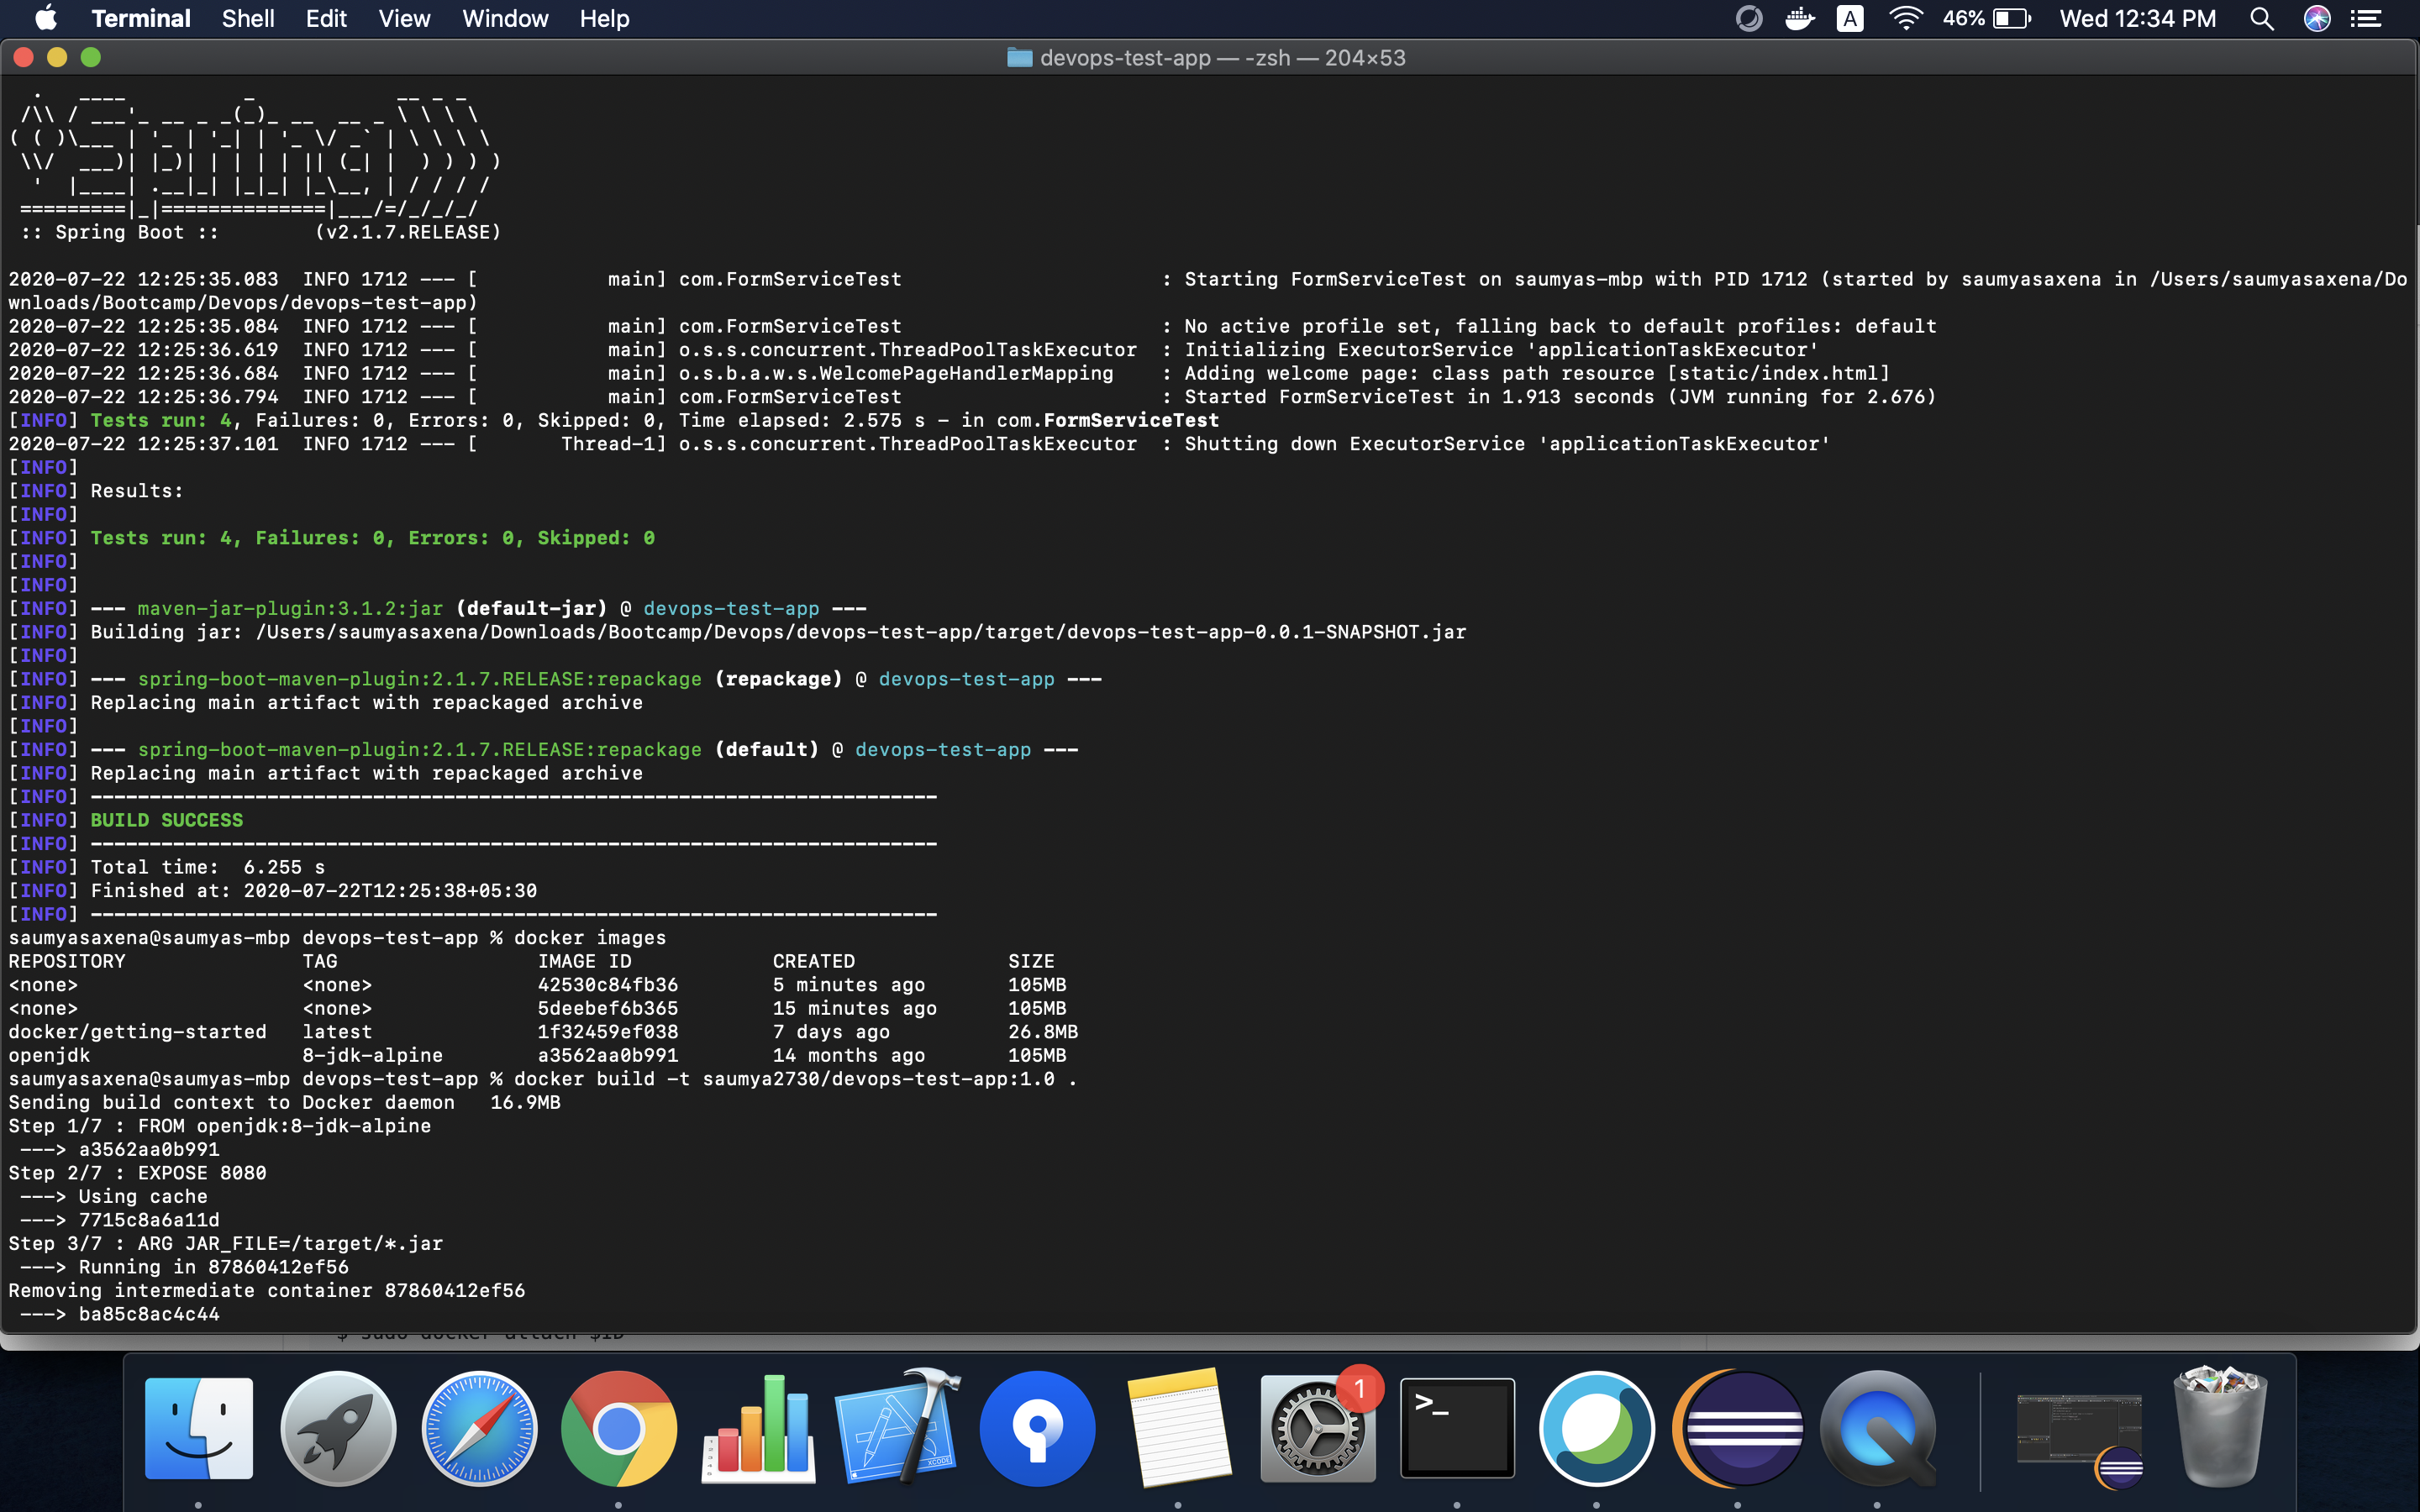 Terminal Shell Edit View Window Help A 46% Wed 12:34 PM
devops-test-app — -zsh — 204×53
:: Spring Boot :: (v2.1.7.RELEASE)
2020-07-22 12:25:35.083 INFO 1712 --- [ main] com.FormServiceTest : Starting FormServiceTest on saumyas-mbp with PID 1712 (started by saumyasaxena in /Users/saumyasaxena/Do
wnloads/Bootcamp/Devops/devops-test-app)
2020-07-22 12:25:35.084 INFO 1712 --- [ main] com.FormServiceTest : No active profile set, falling back to default profiles: default
2020-07-22 12:25:36.619 INFO 1712 --- [ main] o.s.s.concurrent.ThreadPoolTaskExecutor : Initializing ExecutorService 'applicationTaskExecutor'
2020-07-22 12:25:36.684 INFO 1712 --- [ main] o.s.b.a.w.s.WelcomePageHandlerMapping : Adding welcome page: class path resource [static/index.html]
2020-07-22 12:25:36.794 INFO 1712 --- [ main] com.FormServiceTest : Started FormServiceTest in 1.913 seconds (JVM running for 2.676)
[INFO] Tests run: 4, Failures: 0, Errors: 0, Skipped: 0, Time elapsed: 2.575 s - in com.FormServiceTest
2020-07-22 12:25:37.101 INFO 1712 --- [ Thread-1] o.s.s.concurrent.ThreadPoolTaskExecutor : Shutting down ExecutorService 'applicationTaskExecutor'
[INFO]
[INFO] Results:
[INFO]
[INFO] Tests run: 4, Failures: 0, Errors: 0, Skipped: 0
[INFO]
[INFO]
[INFO] --- maven-jar-plugin:3.1.2:jar (default-jar) @ devops-test-app ---
[INFO] Building jar: /Users/saumyasaxena/Downloads/Bootcamp/Devops/devops-test-app/target/devops-test-app-0.0.1-SNAPSHOT.jar
[INFO]
[INFO] --- spring-boot-maven-plugin:2.1.7.RELEASE:repackage (repackage) @ devops-test-app ---
[INFO] Replacing main artifact with repackaged archive
[INFO]
[INFO] --- spring-boot-maven-plugin:2.1.7.RELEASE:repackage (default) @ devops-test-app ---
[INFO] Replacing main artifact with repackaged archive
[INFO] ------------------------------------------------------------------------
[INFO] BUILD SUCCESS
[INFO] ------------------------------------------------------------------------
[INFO] Total time: 6.255 s
[INFO] Finished at: 2020-07-22T12:25:38+05:30
[INFO] ------------------------------------------------------------------------
saumyasaxena@saumyas-mbp devops-test-app % docker images
REPOSITORY TAG IMAGE ID CREATED SIZE
<none> <none> 42530c84fb36 5 minutes ago 105MB
<none> <none> 5deebef6b365 15 minutes ago 105MB
docker/getting-started latest 1f32459ef038 7 days ago 26.8MB
openjdk 8-jdk-alpine a3562aa0b991 14 months ago 105MB
saumyasaxena@saumyas-mbp devops-test-app % docker build -t saumya2730/devops-test-app:1.0 .
Sending build context to Docker daemon 16.9MB
Step 1/7 : FROM openjdk:8-jdk-alpine
---> a3562aa0b991
Step 2/7 : EXPOSE 8080
---> Using cache
---> 7715c8a6a11d
Step 3/7 : ARG JAR_FILE=/target/*.jar
---> Running in 87860412ef56
Removing intermediate container 87860412ef56
---> ba85c8ac4c44
$ sudo docker attach $ID
1
XCODE